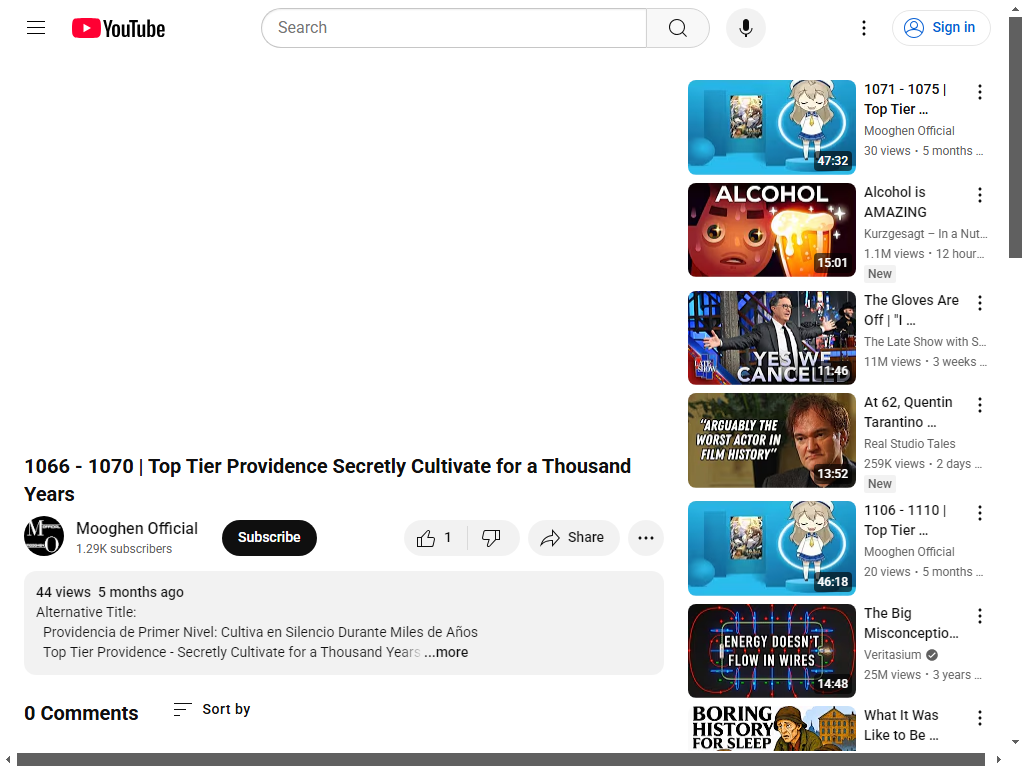 YouTube
Search
Sign in
1066 - 1070 | Top Tier Providence Secretly Cultivate for a Thousand
Years
Mooghen Official
1.29K subscribers
Subscribe
1
Share
44 views 5 months ago
Alternative Title:
Providencia de Primer Nivel: Cultiva en Silencio Durante Miles de Años
Top Tier Providence - Secretly Cultivate for a Thousand Years ...more
0 Comments
Sort by
47:32
1071 - 1075 |
Top Tier ...
Mooghen Official
30 views • 5 months ...
ALCOHOL
15:01
Alcohol is
AMAZING
Kurzgesagt – In a Nut...
1.1M views • 12 hour...
New
LATE SHOW
YES WE
CANCELLED
11:46
The Gloves Are
Off | "I ...
The Late Show with S...
11M views • 3 weeks ...
"ARGUABLY THE
WORST ACTOR IN
FILM HISTORY"
13:52
At 62, Quentin
Tarantino ...
Real Studio Tales
259K views • 2 days ...
New
46:18
1106 - 1110 |
Top Tier ...
Mooghen Official
20 views • 5 months ...
ENERGY DOESN'T
FLOW IN WIRES
14:48
The Big
Misconceptio...
Veritasium
25M views • 3 years ...
BORING
HISTORY
FOR SLEEP
What It Was
Like to Be ...